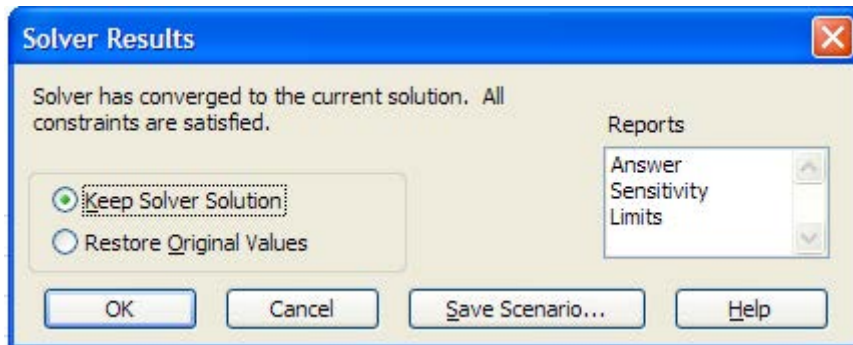 Solver Results
Solver has converged to the current solution. All
constraints are satisfied.
Reports
Answer
Sensitivity
Limits
Keep Solver Solution
Restore Original Values
OK
Cancel
Save Scenario...
Help